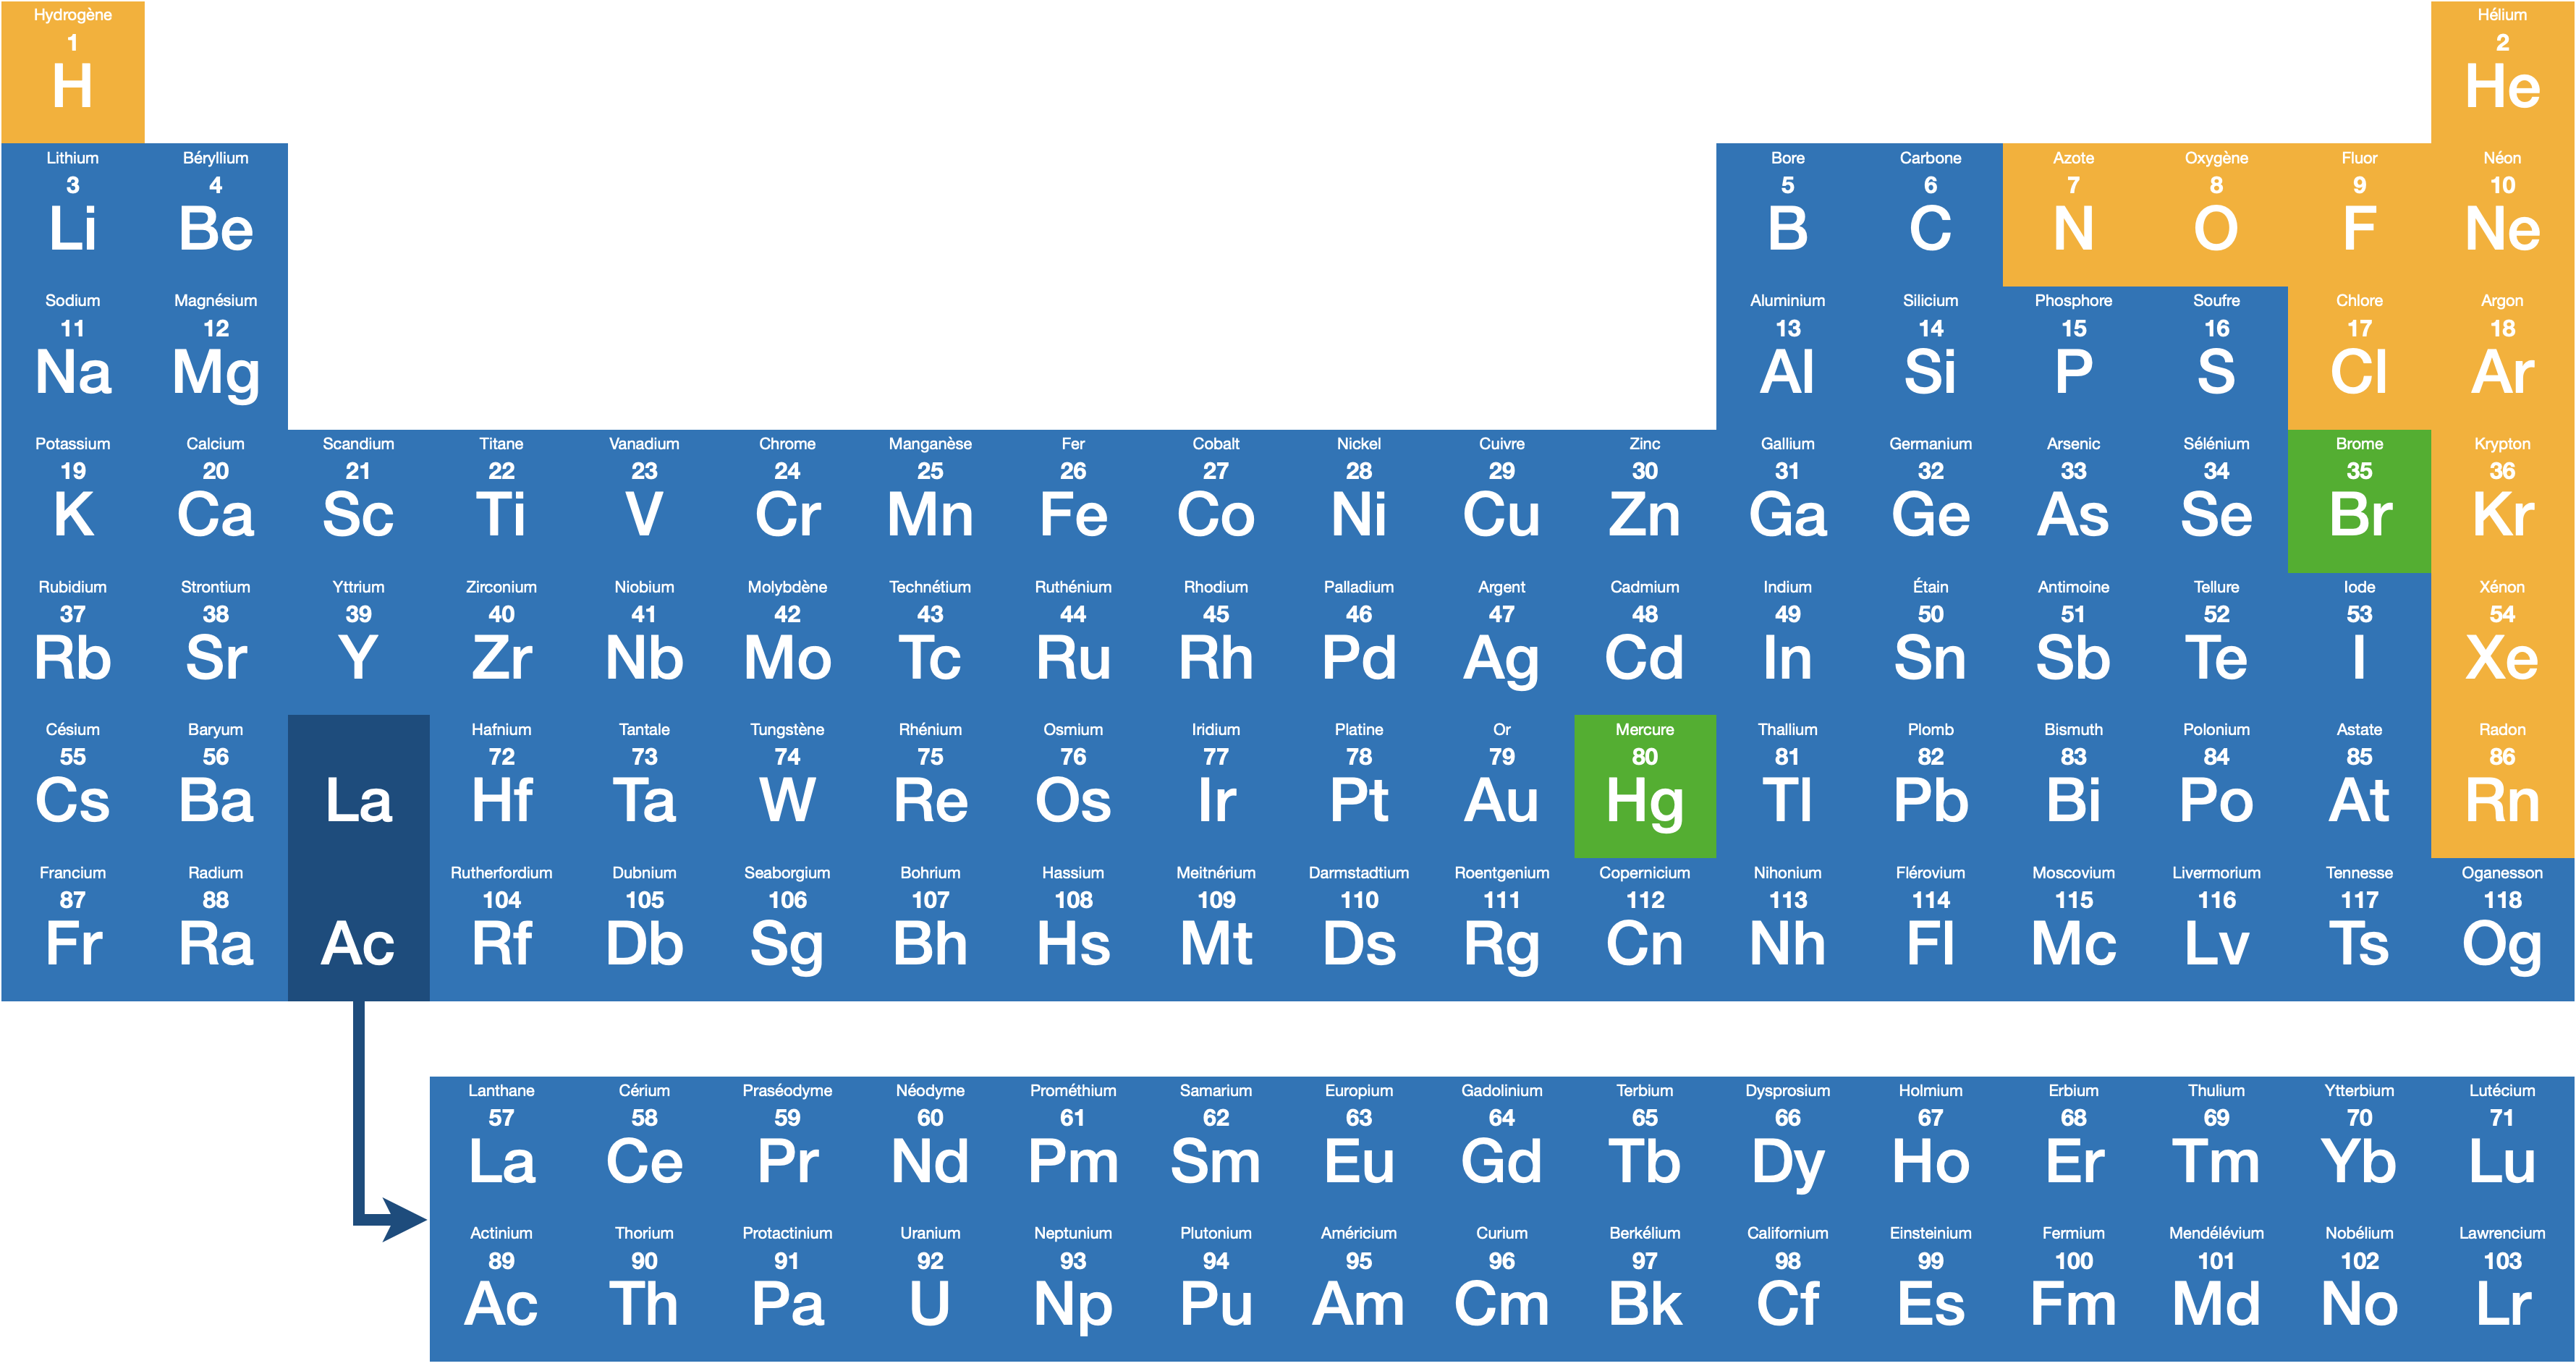 Hydrogène Hélium
1 2
H He
Lithium Béryllium Bore Carbone Azote Oxygène Fluor Néon
3 4 5 6 7 8 9 10
Li Be B C N O F Ne
Sodium Magnésium Aluminium Silicium Phosphore Soufre Chlore Argon
11 12 13 14 15 16 17 18
Na Mg Al Si P S Cl Ar
Potassium Calcium Scandium Titane Vanadium Chrome Manganèse Fer Cobalt Nickel Cuivre Zinc Gallium Germanium Arsenic Sélénium Brome Krypton
19 20 21 22 23 24 25 26 27 28 29 30 31 32 33 34 35 36
K Ca Sc Ti V Cr Mn Fe Co Ni Cu Zn Ga Ge As Se Br Kr
Rubidium Strontium Yttrium Zirconium Niobium Molybdène Technétium Ruthénium Rhodium Palladium Argent Cadmium Indium Étain Antimoine Tellure Iode Xénon
37 38 39 40 41 42 43 44 45 46 47 48 49 50 51 52 53 54
Rb Sr Y Zr Nb Mo Tc Ru Rh Pd Ag Cd In Sn Sb Te I Xe
Césium Baryum Hafnium Tantale Tungstène Rhénium Osmium Iridium Platine Or Mercure Thallium Plomb Bismuth Polonium Astate Radon
55 56 72 73 74 75 76 77 78 79 80 81 82 83 84 85 86
Cs Ba La Hf Ta W Re Os Ir Pt Au Hg Tl Pb Bi Po At Rn
Francium Radium Rutherfordium Dubnium Seaborgium Bohrium Hassium Meitnérium Darmstadtium Roentgenium Copernicium Nihonium Flérovium Moscovium Livermorium Tennesse Oganesson
87 88 104 105 106 107 108 109 110 111 112 113 114 115 116 117 118
Fr Ra Ac Rf Db Sg Bh Hs Mt Ds Rg Cn Nh Fl Mc Lv Ts Og
Lanthane Cérium Praséodyme Néodyme Prométhium Samarium Europium Gadolinium Terbium Dysprosium Holmium Erbium Thulium Ytterbium Lutécium
57 58 59 60 61 62 63 64 65 66 67 68 69 70 71
La Ce Pr Nd Pm Sm Eu Gd Tb Dy Ho Er Tm Yb Lu
Actinium Thorium Protactinium Uranium Neptunium Plutonium Américium Curium Berkélium Californium Einsteinium Fermium Mendélévium Nobélium Lawrencium
89 90 91 92 93 94 95 96 97 98 99 100 101 102 103
Ac Th Pa U Np Pu Am Cm Bk Cf Es Fm Md No Lr